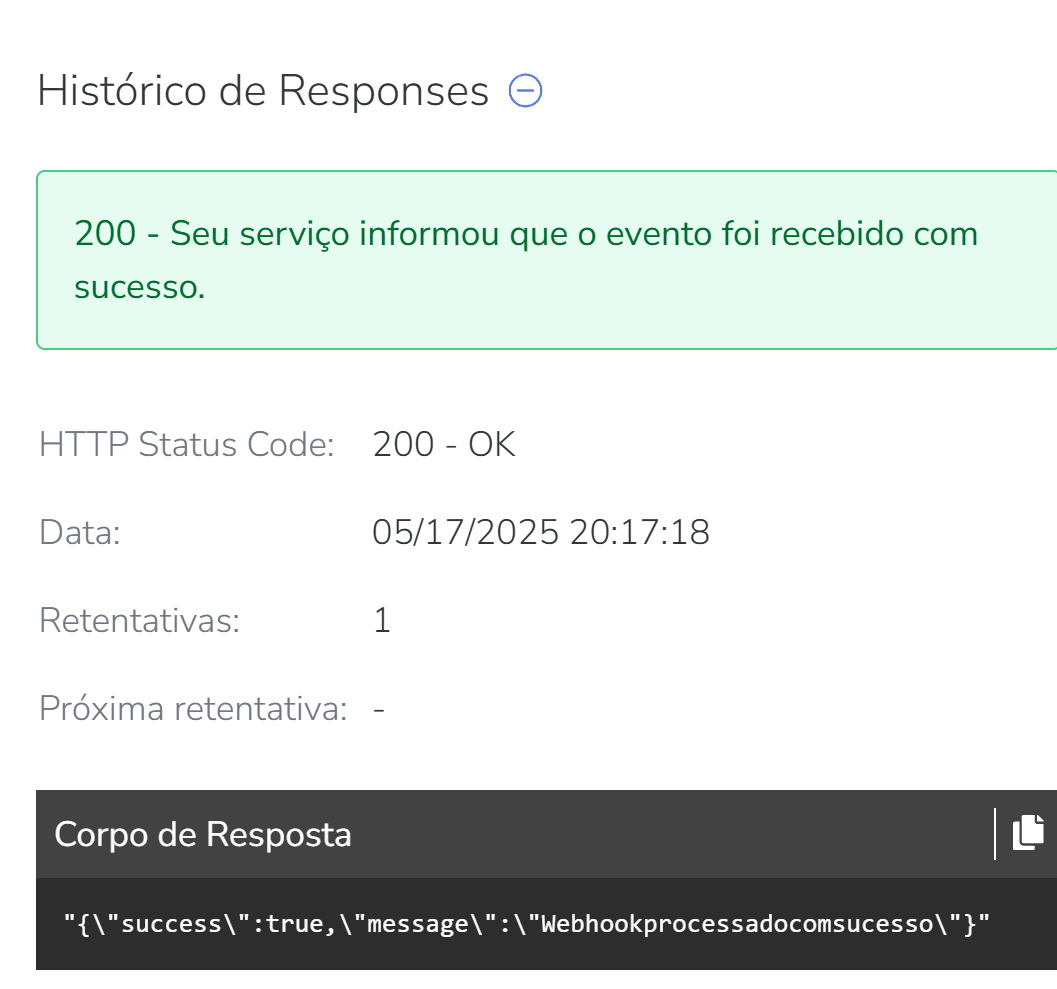 Histórico de Responses
200 - Seu serviço informou que o evento foi recebido com
sucesso.
HTTP Status Code: 200 - OK
Data: 05/17/2025 20:17:18
Retentativas: 1
Próxima retentativa: -
Corpo de Resposta
"{\"success\":true,\"message\":\"Webhookprocessadocomsucesso\"}"